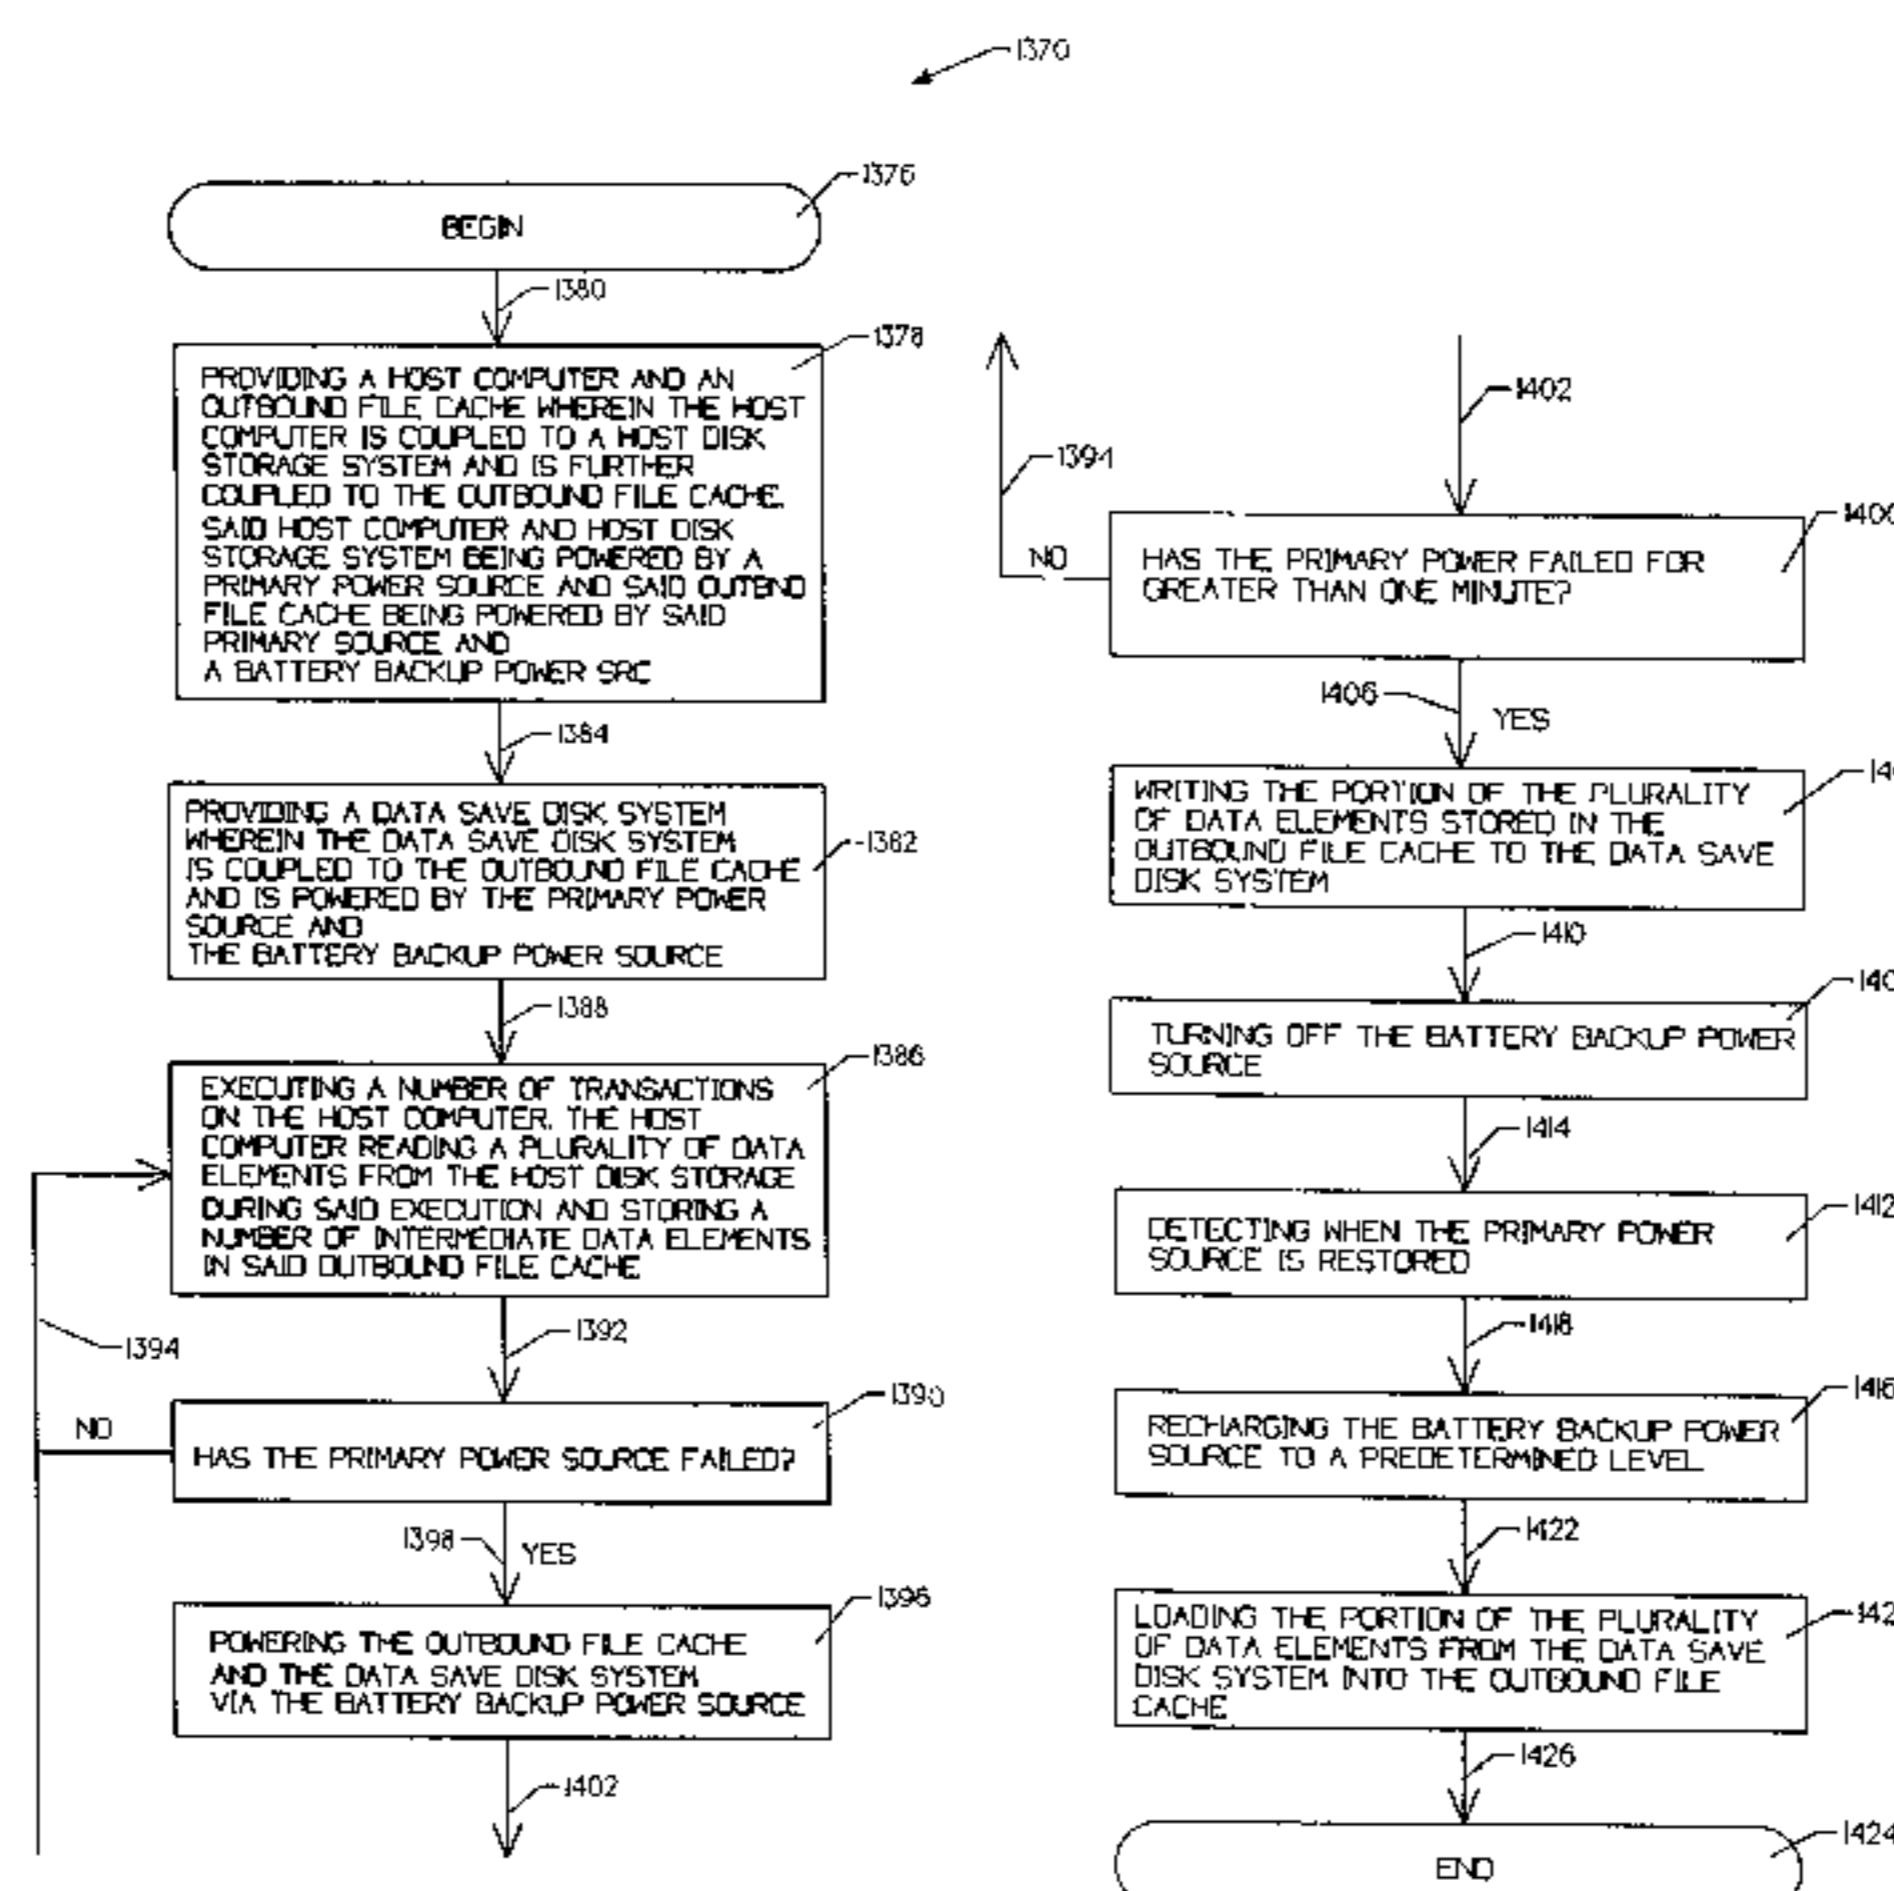 1370
1376
BEGIN
1380
1378
PROVIDING A HOST COMPUTER AND AN
OUTBOUND FILE CACHE WHEREIN THE HOST
COMPUTER IS COUPLED TO A HOST DISK
STORAGE SYSTEM AND IS FURTHER
COUPLED TO THE OUTBOUND FILE CACHE,
SAID HOST COMPUTER AND HOST DISK
STORAGE SYSTEM BEING POWERED BY A
PRIMARY POWER SOURCE AND SAID OUTBND
FILE CACHE BEING POWERED BY SAID
PRIMARY SOURCE AND
A BATTERY BACKUP POWER SRC
1384
PROVIDING A DATA SAVE DISK SYSTEM
WHEREIN THE DATA SAVE DISK SYSTEM
IS COUPLED TO THE OUTBOUND FILE CACHE
AND IS POWERED BY THE PRIMARY POWER
SOURCE AND
THE BATTERY BACKUP POWER SOURCE
1382
1388
1386
EXECUTING A NUMBER OF TRANSACTIONS
ON THE HOST COMPUTER, THE HOST
COMPUTER READING A PLURALITY OF DATA
ELEMENTS FROM THE HOST DISK STORAGE
DURING SAID EXECUTION AND STORING A
NUMBER OF INTERMEDIATE DATA ELEMENTS
IN SAID OUTBOUND FILE CACHE
1392
1394
1390
NO
HAS THE PRIMARY POWER SOURCE FAILED?
1398
YES
1396
POWERING THE OUTBOUND FILE CACHE
AND THE DATA SAVE DISK SYSTEM
VIA THE BATTERY BACKUP POWER SOURCE
1402
1402
1394
NO
HAS THE PRIMARY POWER FAILED FOR
GREATER THAN ONE MINUTE?
1400
1406
YES
WRITING THE PORTION OF THE PLURALITY
OF DATA ELEMENTS STORED IN THE
OUTBOUND FILE CACHE TO THE DATA SAVE
DISK SYSTEM
1410
TURNING OFF THE BATTERY BACKUP POWER
SOURCE
1414
1412
DETECTING WHEN THE PRIMARY POWER
SOURCE IS RESTORED
1418
1416
RECHARGING THE BATTERY BACKUP POWER
SOURCE TO A PREDETERMINED LEVEL
1422
LOADING THE PORTION OF THE PLURALITY
OF DATA ELEMENTS FROM THE DATA SAVE
DISK SYSTEM INTO THE OUTBOUND FILE
CACHE
1426
1424
END